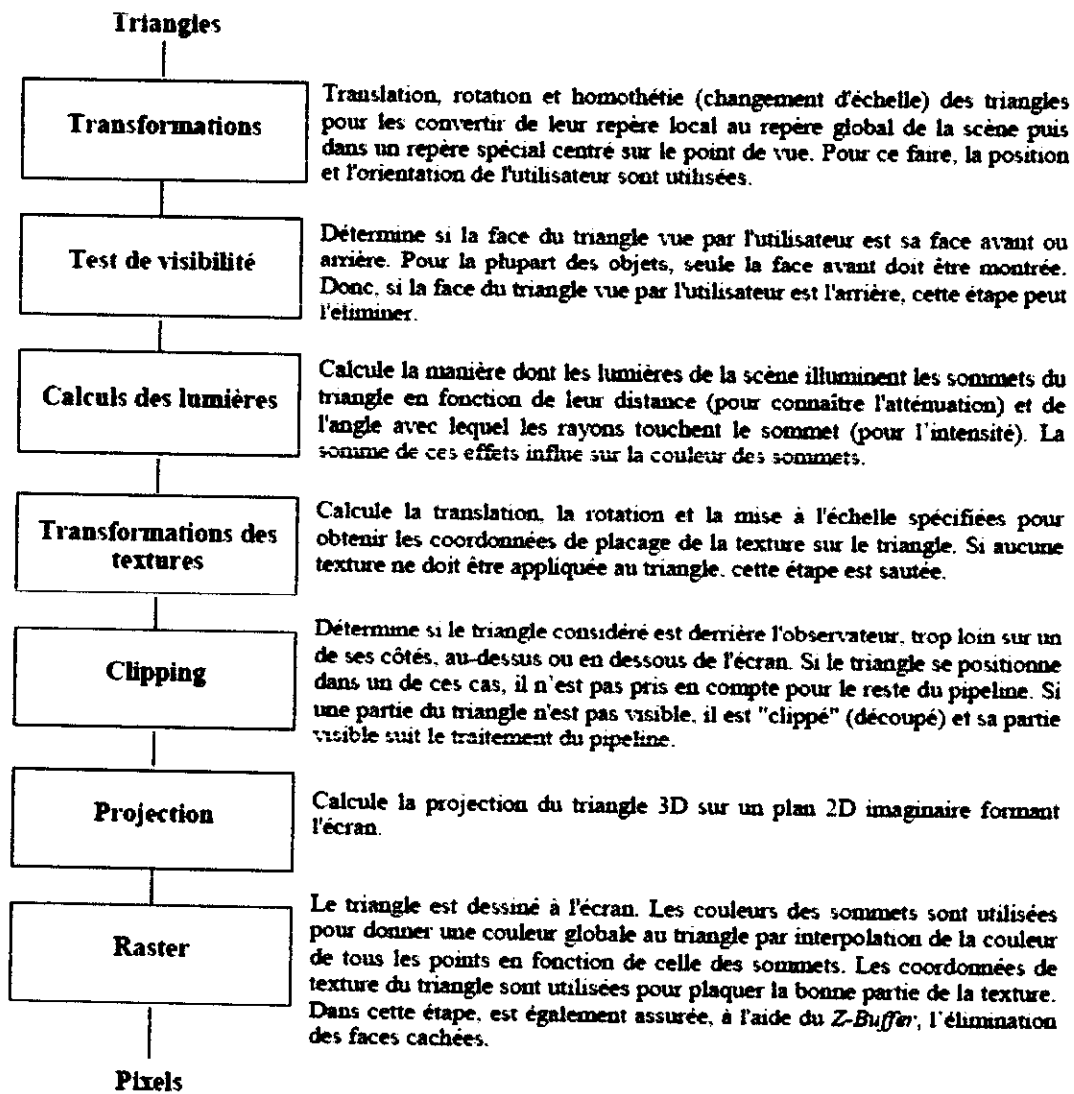 Triangles
Transformations
Translation, rotation et homothétie (changement d'échelle) des triangles
pour les convertir de leur repère local au repère global de la scène puis
dans un repère spécial centré sur le point de vue. Pour ce faire, la position
et l'orientation de l'utilisateur sont utilisées.
Test de visibilité
Détermine si la face du triangle vue par l'utilisateur est sa face avant ou
arrière. Pour la plupart des objets, seule la face avant doit être montrée.
Donc, si la face du triangle vue par l'utilisateur est l'arrière, cette étape peut
l'éliminer.
Calculs des lumières
Calcule la manière dont les lumières de la scène illuminent les sommets du
triangle en fonction de leur distance (pour connaître l'atténuation) et de
l'angle avec lequel les rayons touchent le sommet (pour l'intensité). La
somme de ces effets influe sur la couleur des sommets.
Transformations des
textures
Calcule la translation, la rotation et la mise à l'échelle spécifiées pour
obtenir les coordonnées de placage de la texture sur le triangle. Si aucune
texture ne doit être appliquée au triangle. cette étape est sautée.
Clipping
Détermine si le triangle considéré est derrière l'observateur, trop loin sur un
de ses côtés, au-dessus ou en dessous de l'écran. Si le triangle se positionne
dans un de ces cas, il n'est pas pris en compte pour le reste du pipeline. Si
une partie du triangle n'est pas visible, il est "clippé" (découpé) et sa partie
visible suit le traitement du pipeline.
Projection
Calcule la projection du triangle 3D sur un plan 2D imaginaire formant
l'écran.
Raster
Le triangle est dessiné à l'écran. Les couleurs des sommets sont utilisées
pour donner une couleur globale au triangle par interpolation de la couleur
de tous les points en fonction de celle des sommets. Les coordonnées de
texture du triangle sont utilisées pour plaquer la bonne partie de la texture.
Dans cette étape, est également assurée, à l'aide du Z-Buffer, l'élimination
des faces cachées.
Pixels